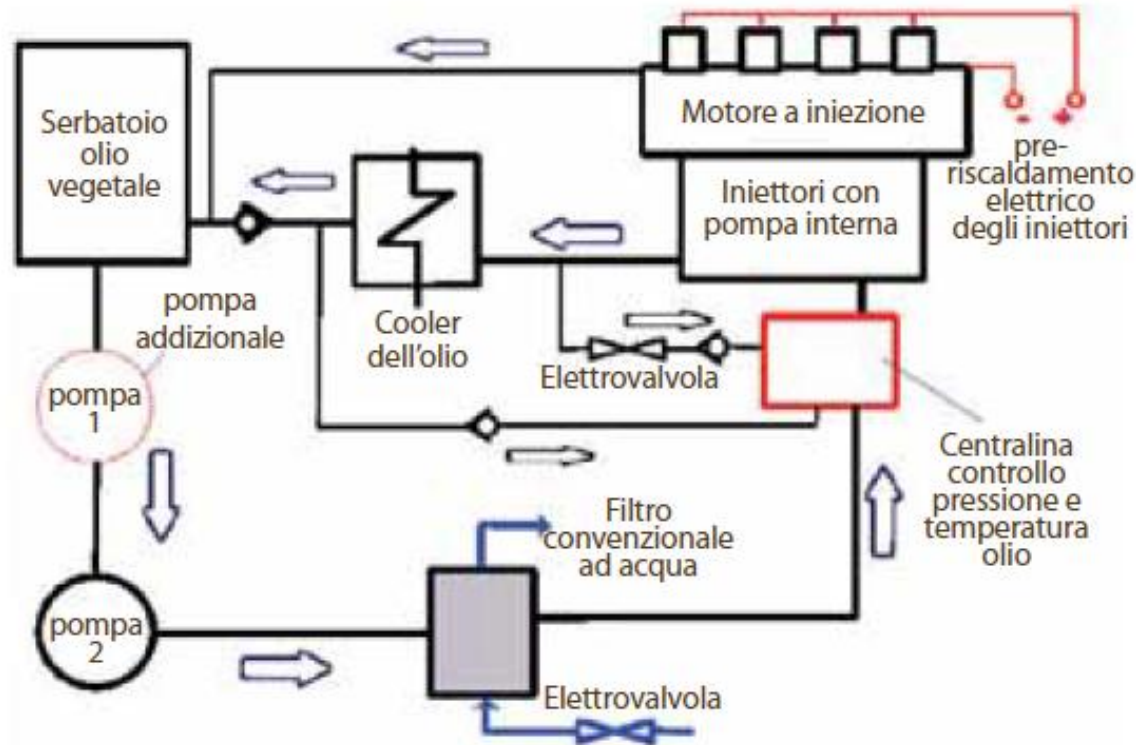 Serbatoio
olio
vegetale
Motore a iniezione
- +
pre-
riscaldamento
elettrico
degli iniettori
Iniettori con
pompa interna
pompa
addizionale
Cooler
dell'olio
Elettrovalvola
pompa
1
Centralina
controllo
pressione e
temperatura
olio
Filtro
convenzionale
ad acqua
pompa
2
Elettrovalvola